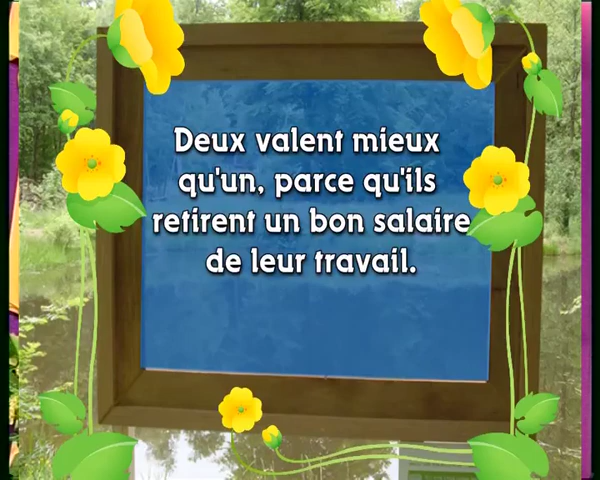 Deux valent mieux
qu'un, parce qu'ils
retirent un bon salaire
de leur travail.